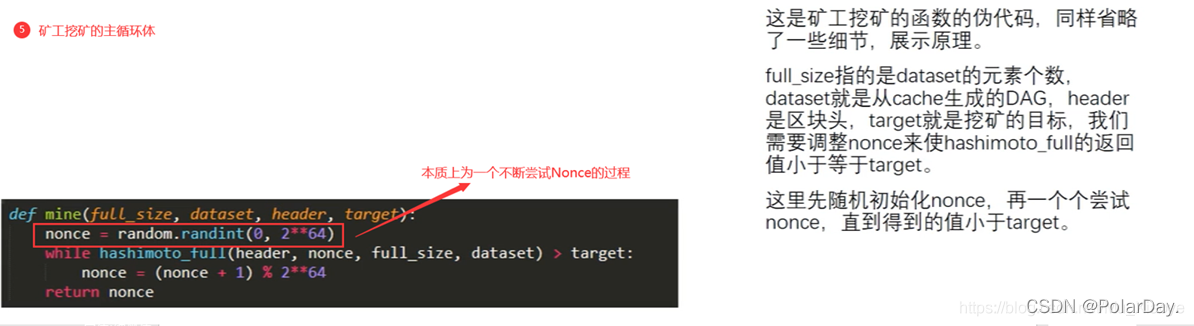 5 矿工挖矿的主循环体
这是矿工挖矿的函数的伪代码，同样省略
了一些细节，展示原理。
full_size指的是dataset的元素个数，
dataset就是从cache生成的DAG，header
是区块头，target就是挖矿的目标，我们
需要调整nonce来使hashimoto_full的返回
值小于等于target。
这里先随机初始化nonce，再一个个尝试
nonce，直到得到的值小于target。
本质上为一个不断尝试Nonce的过程
def mine(full_size, dataset, header, target):
nonce = random.randint(0, 2**64)
while hashimoto_full(header, nonce, full_size, dataset) > target:
nonce = (nonce + 1) % 2**64
return nonce
CSDN @PolarDay.